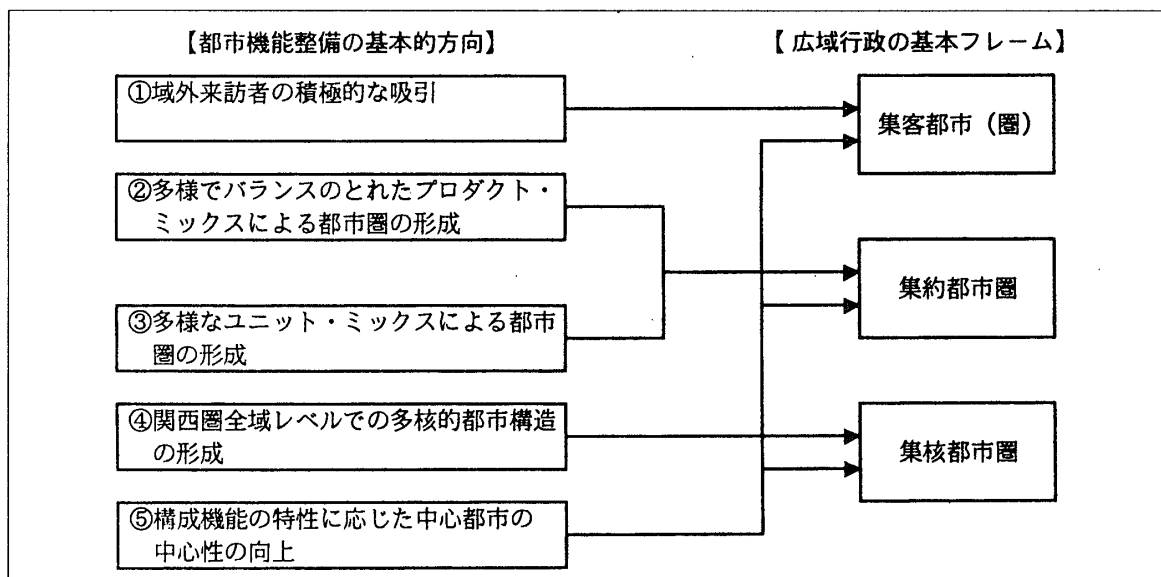 【都市機能整備の基本的方向】
【広域行政の基本フレーム】
①域外来訪者の積極的な吸引
②多様でバランスのとれたプロダクト・
ミックスによる都市圏の形成
③多様なユニット・ミックスによる都市
圏の形成
④関西圏全域レベルでの多核的都市構造
の形成
⑤構成機能の特性に応じた中心都市の
中心性の向上
集客都市（圏）
集約都市圏
集核都市圏